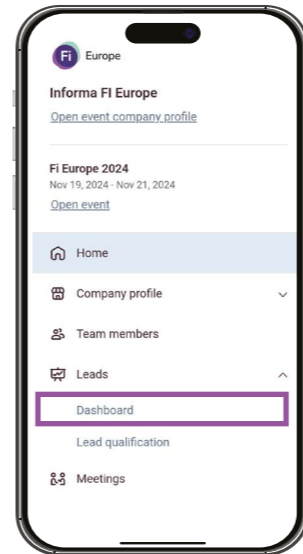 Fi Europe
Informa FI Europe
Open event company profile
Fi Europe 2024
Nov 19, 2024 - Nov 21, 2024
Open event
Home
Company profile
Team members
Leads
Dashboard
Lead qualification
Meetings